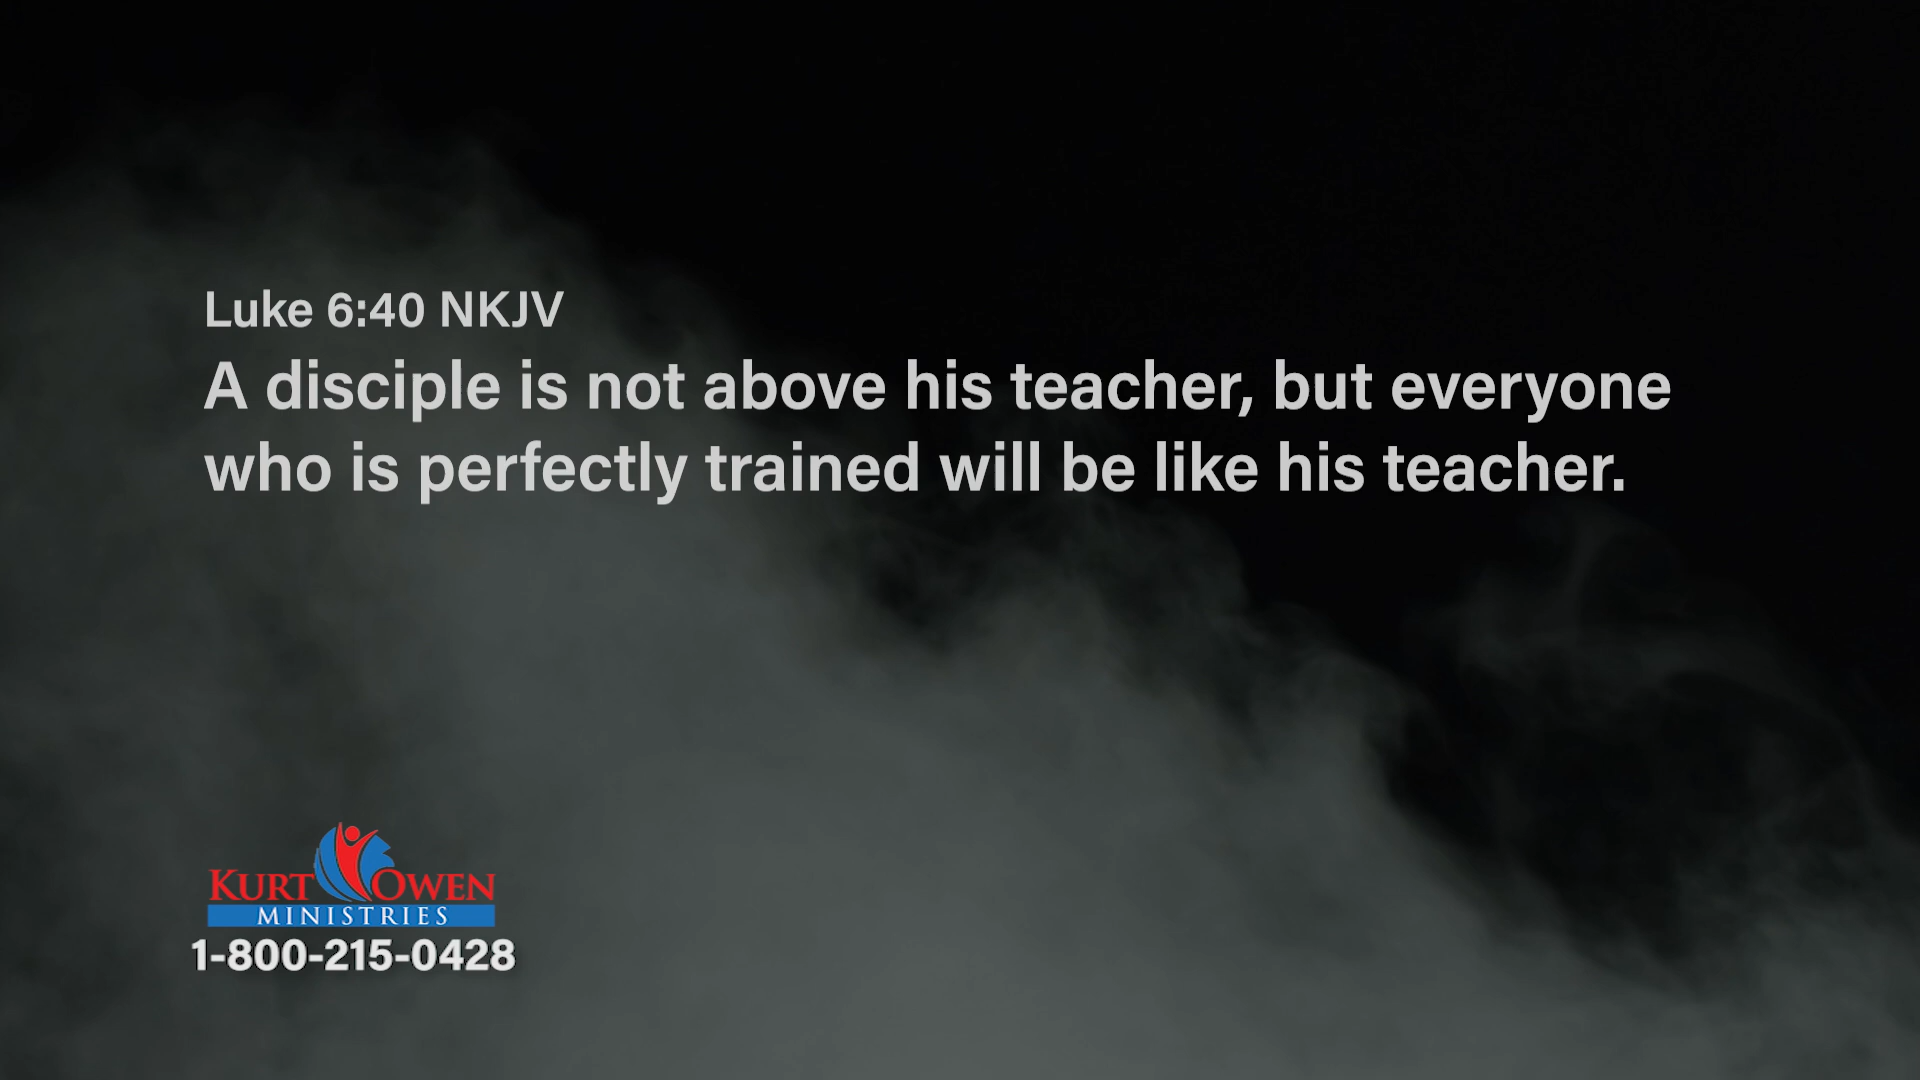 Luke 6:40 NKJV
A disciple is not above his teacher, but everyone
who is perfectly trained will be like his teacher.
KURT OWEN
MINISTRIES
1-800-215-0428